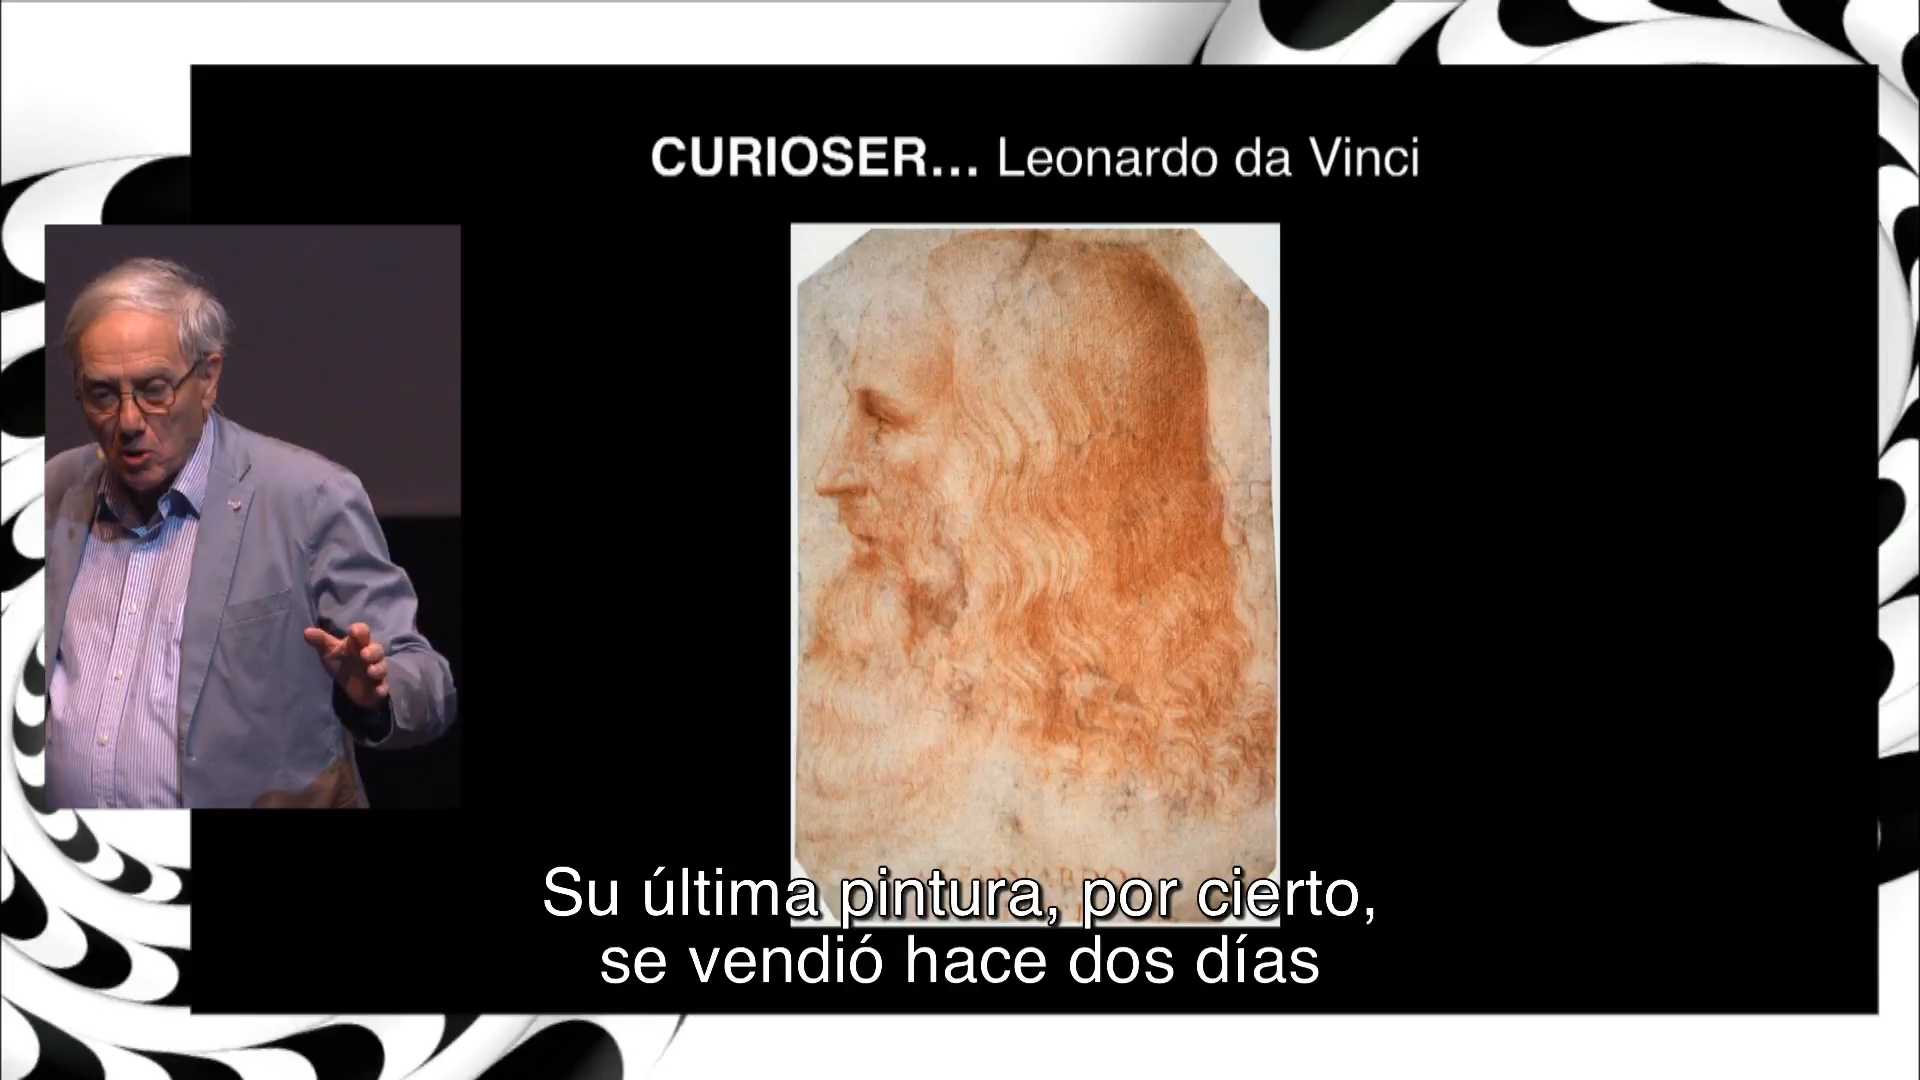 CURIOSER... Leonardo da Vinci
Su última pintura, por cierto,
se vendió hace dos días